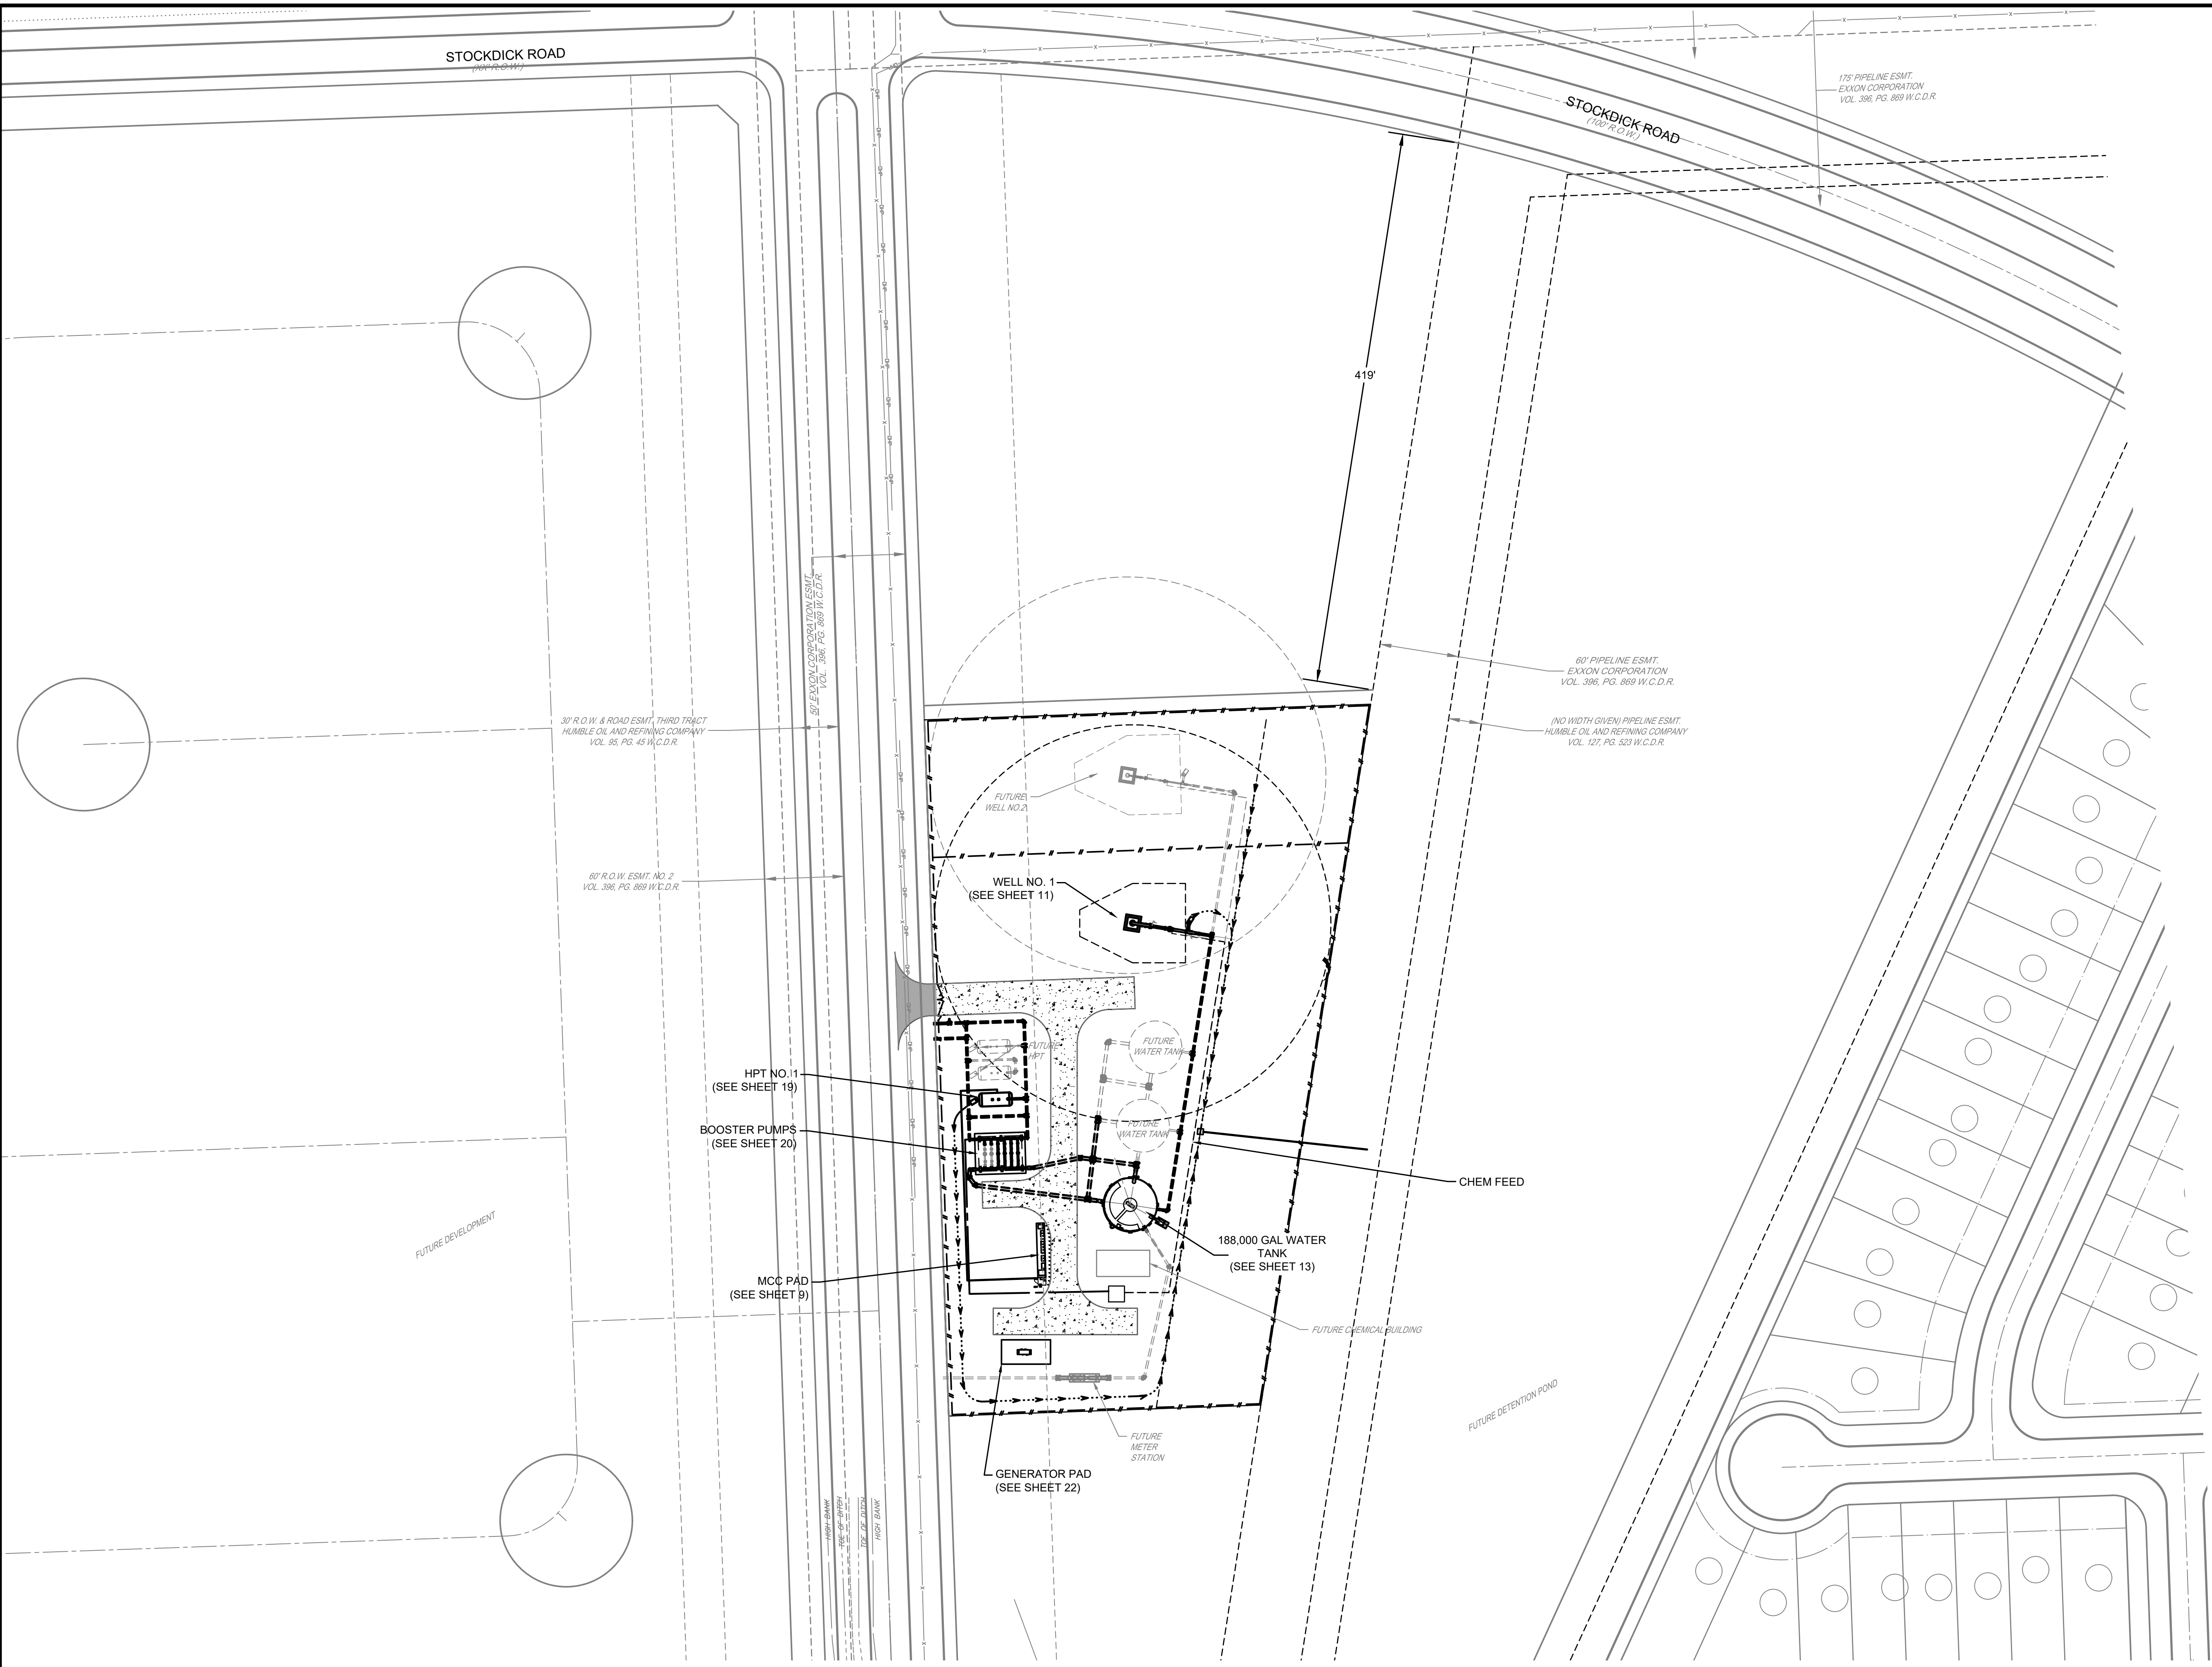 STOCKDICK ROAD
STOCKDICK ROAD
(100' R.O.W.)
175' PIPELINE ESMT.
EXXON CORPORATION
VOL. 396, PG. 869 W.C.D.R.
419'
50' EXXON CORPORATION ESMT.
VOL. 396, PG. 869 W.C.D.R.
60' PIPELINE ESMT.
EXXON CORPORATION
VOL. 396, PG. 869 W.C.D.R.
30' R.O.W. & ROAD ESMT. THIRD TRACT
HUMBLE OIL AND REFINING COMPANY
VOL. 95, PG. 45 W.C.D.R.
(NO WIDTH GIVEN) PIPELINE ESMT.
HUMBLE OIL AND REFINING COMPANY
VOL. 127, PG. 523 W.C.D.R.
FUTURE
WELL NO.2
60' R.O.W. ESMT. NO. 2
VOL. 396, PG. 869 W.C.D.R.
WELL NO. 1
(SEE SHEET 11)
FUTURE
HPT
FUTURE
WATER TANK
HPT NO. 1
(SEE SHEET 19)
BOOSTER PUMPS
(SEE SHEET 20)
FUTURE
WATER TANK
CHEM FEED
188,000 GAL WATER
TANK
(SEE SHEET 13)
FUTURE DEVELOPMENT
MCC PAD
(SEE SHEET 9)
FUTURE CHEMICAL BUILDING
FUTURE DETENTION POND
FUTURE
METER
STATION
GENERATOR PAD
(SEE SHEET 22)
HIGH BANK
TOE OF DITCH
TOE OF DITCH
HIGH BANK